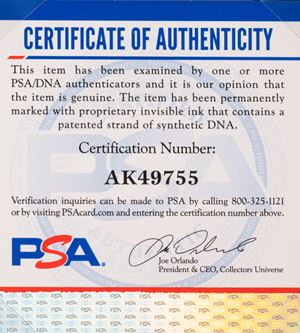 CERTIFICATE OF AUTHENTICITY
This item has been examined by one or more
PSA/DNA authenticators and it is our opinion that
the item is genuine. The item has been permanently
marked with proprietary invisible ink that contains a
patented strand of synthetic DNA.
Certification Number:
AK49755
Verification inquiries can be made to PSA by calling 800-325-1121
or by visiting PSAcard.com and entering the certification number above.
PSA
Joe Orlando
President & CEO, Collectors Universe